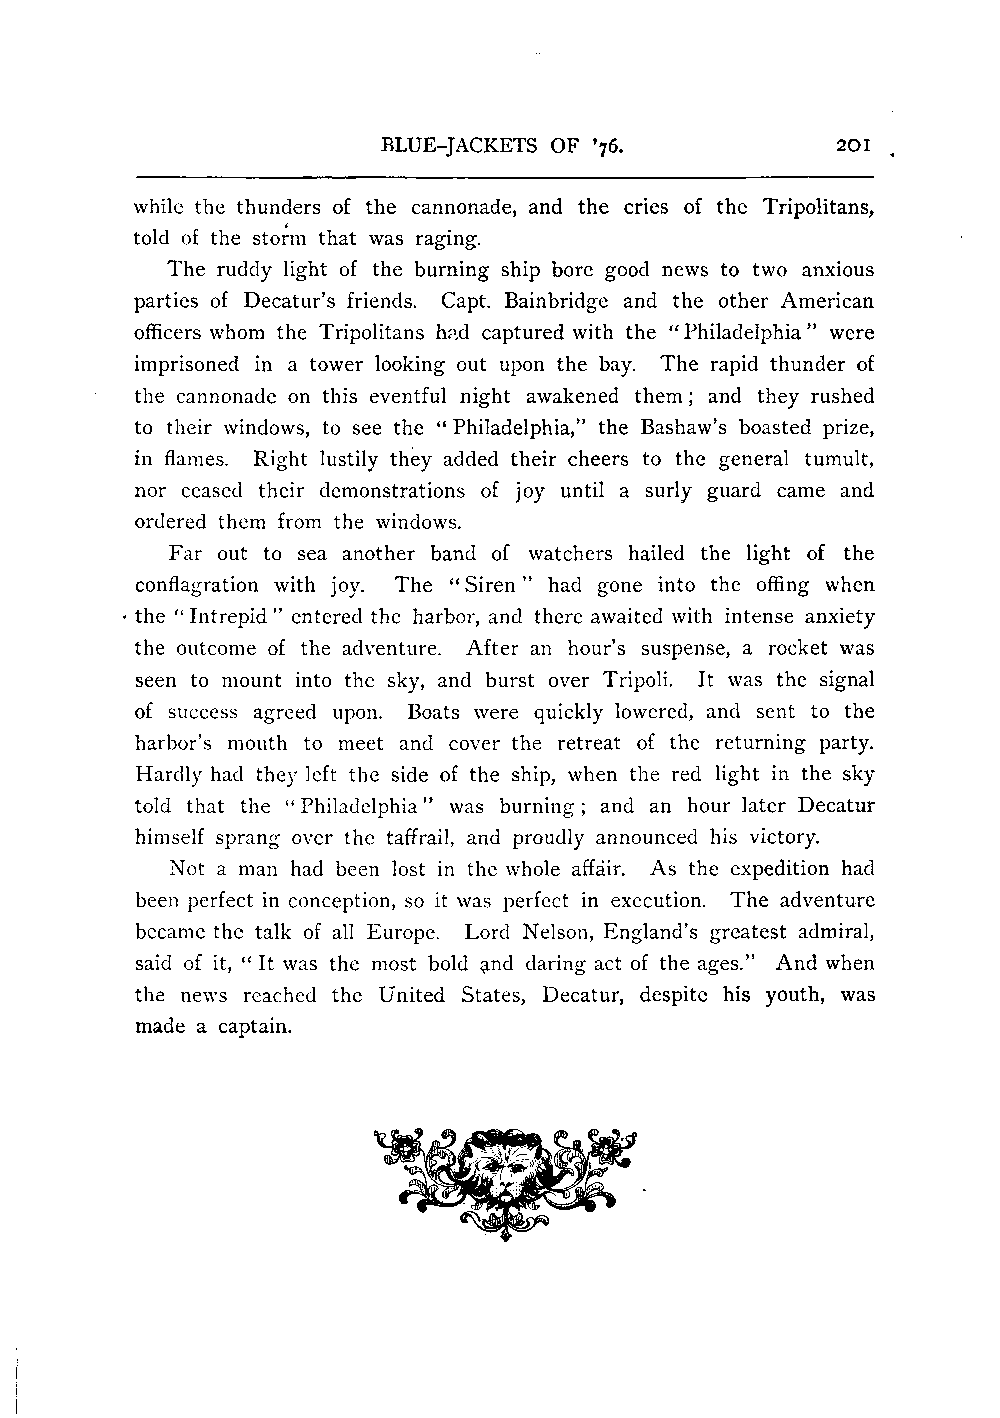 BLUE-JACKETS OF '76. 201
while the thunders of the cannonade, and the cries of the Tripolitans,
told of the storm that was raging.
The ruddy light of the burning ship bore good news to two anxious
parties of Decatur's friends. Capt. Bainbridge and the other American
officers whom the Tripolitans had captured with the "Philadelphia" were
imprisoned in a tower looking out upon the bay. The rapid thunder of
the cannonade on this eventful night awakened them; and they rushed
to their windows, to see the "Philadelphia," the Bashaw's boasted prize,
in flames. Right lustily they added their cheers to the general tumult,
nor ceased their demonstrations of joy until a surly guard came and
ordered them from the windows.
Far out to sea another band of watchers hailed the light of the
conflagration with joy. The "Siren" had gone into the offing when
the "Intrepid" entered the harbor, and there awaited with intense anxiety
the outcome of the adventure. After an hour's suspense, a rocket was
seen to mount into the sky, and burst over Tripoli. It was the signal
of success agreed upon. Boats were quickly lowered, and sent to the
harbor's mouth to meet and cover the retreat of the returning party.
Hardly had they left the side of the ship, when the red light in the sky
told that the "Philadelphia" was burning; and an hour later Decatur
himself sprang over the taffrail, and proudly announced his victory.
Not a man had been lost in the whole affair. As the expedition had
been perfect in conception, so it was perfect in execution. The adventure
became the talk of all Europe. Lord Nelson, England's greatest admiral,
said of it, "It was the most bold and daring act of the ages." And when
the news reached the United States, Decatur, despite his youth, was
made a captain.